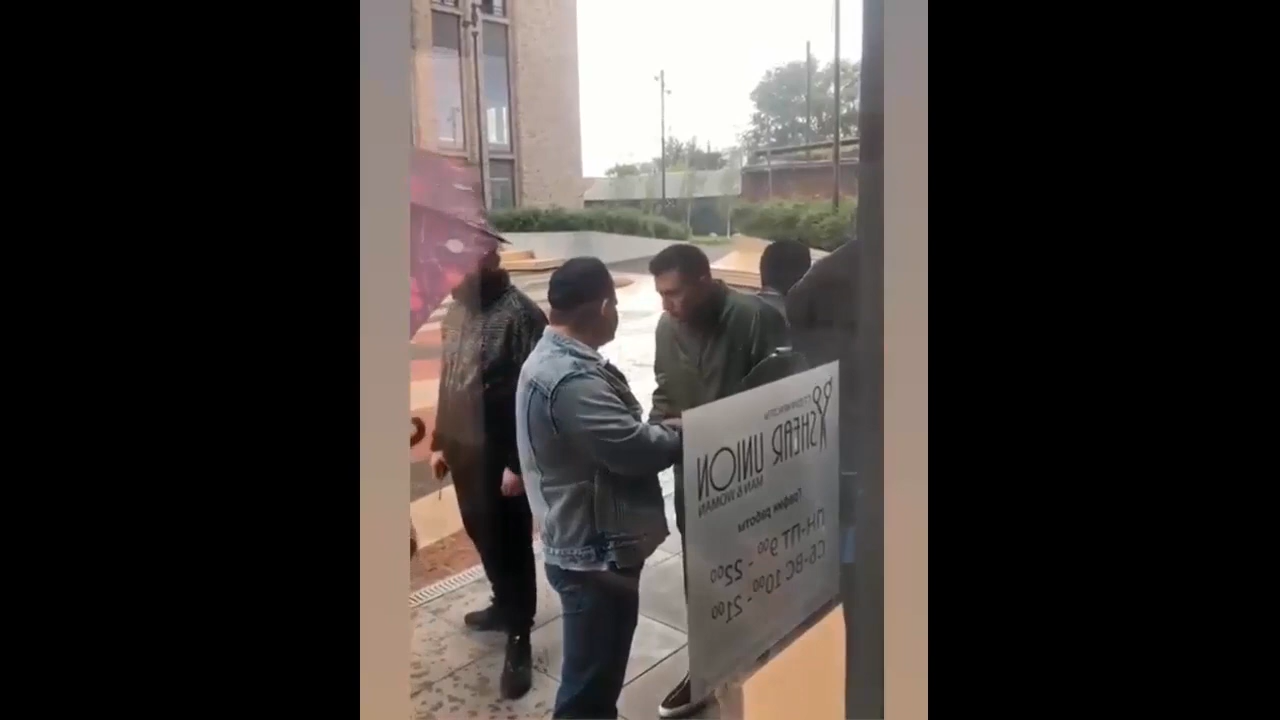 SHEAR UNION
MAN & WOMAN
График работы
ПН-ПТ 9⁰⁰ - 22⁰⁰
СБ-ВС 10⁰⁰ - 21⁰⁰